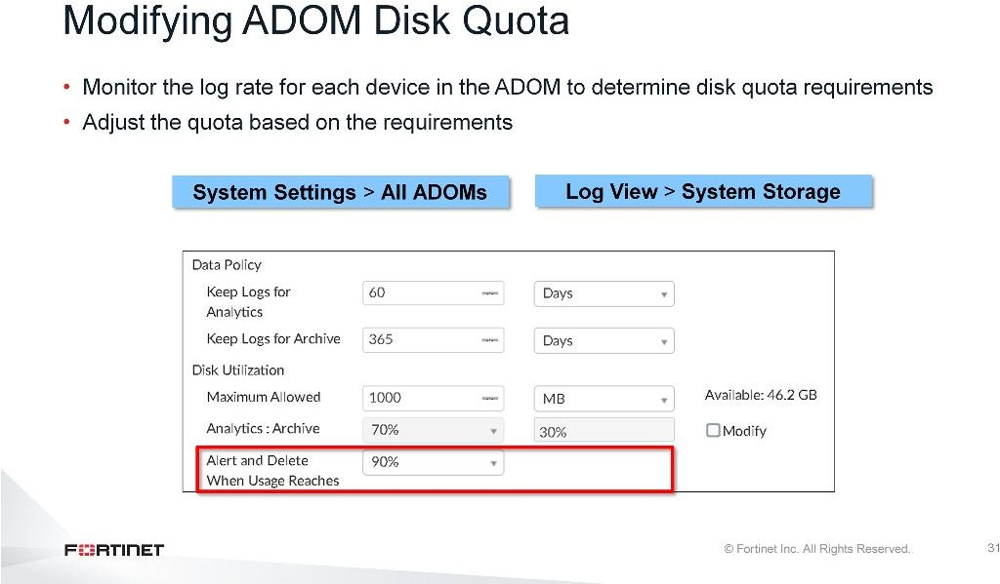 Modifying ADOM Disk Quota
• Monitor the log rate for each device in the ADOM to determine disk quota requirements
• Adjust the quota based on the requirements
System Settings > All ADOMs
Log View > System Storage
Data Policy
Keep Logs for
Analytics
60
Days
Keep Logs for Archive
365
Days
Disk Utilization
Maximum Allowed
1000
MB
Available: 46.2 GB
Analytics : Archive
70%
30%
Modify
Alert and Delete
When Usage Reaches
90%
FORTINET
© Fortinet Inc. All Rights Reserved.
31